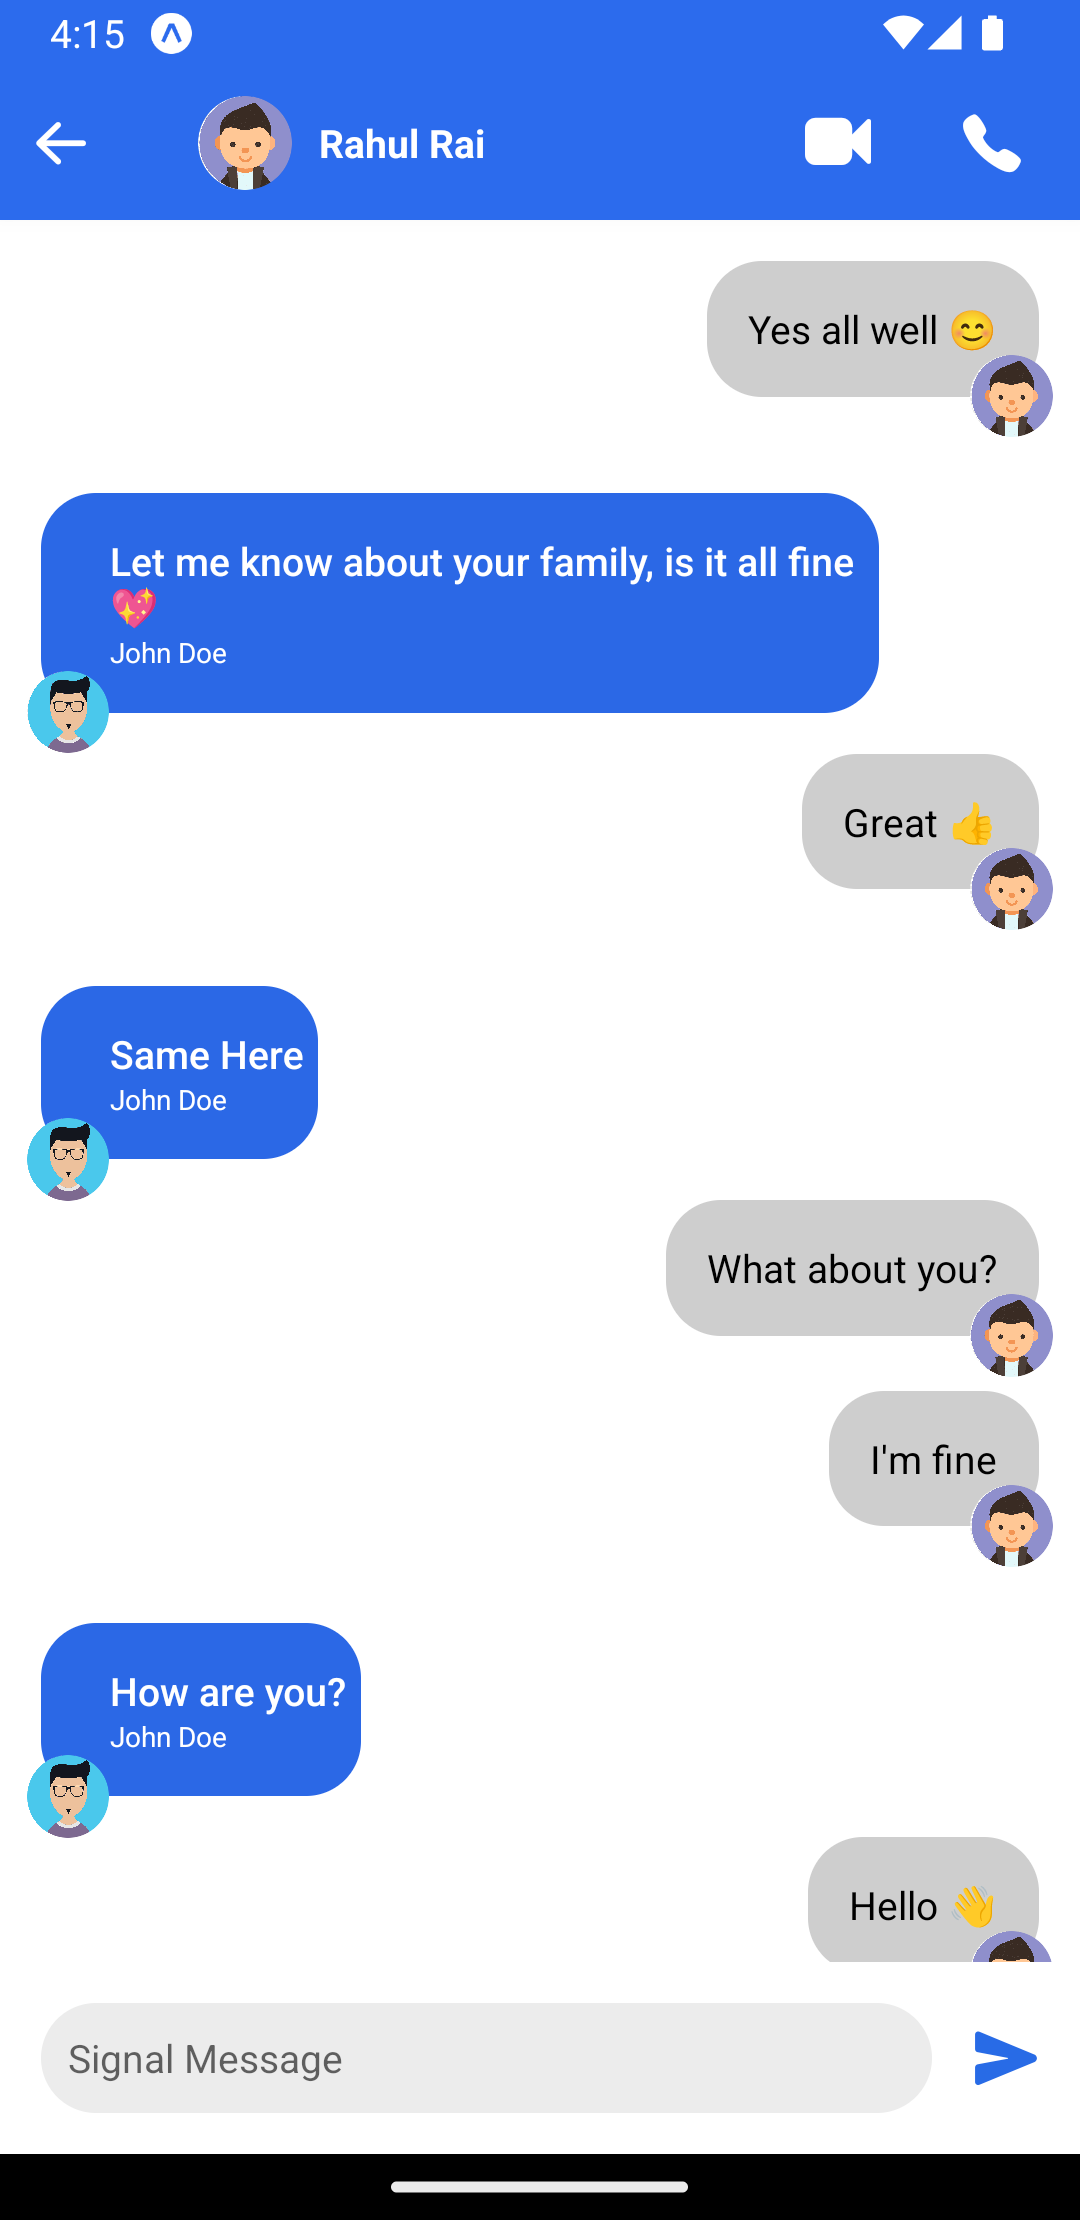 4:15
Rahul Rai
Yes all well 😊
Let me know about your family, is it all fine
💖
John Doe
Great 👍
Same Here
John Doe
What about you?
I'm fine
How are you?
John Doe
Hello 👋
Signal Message